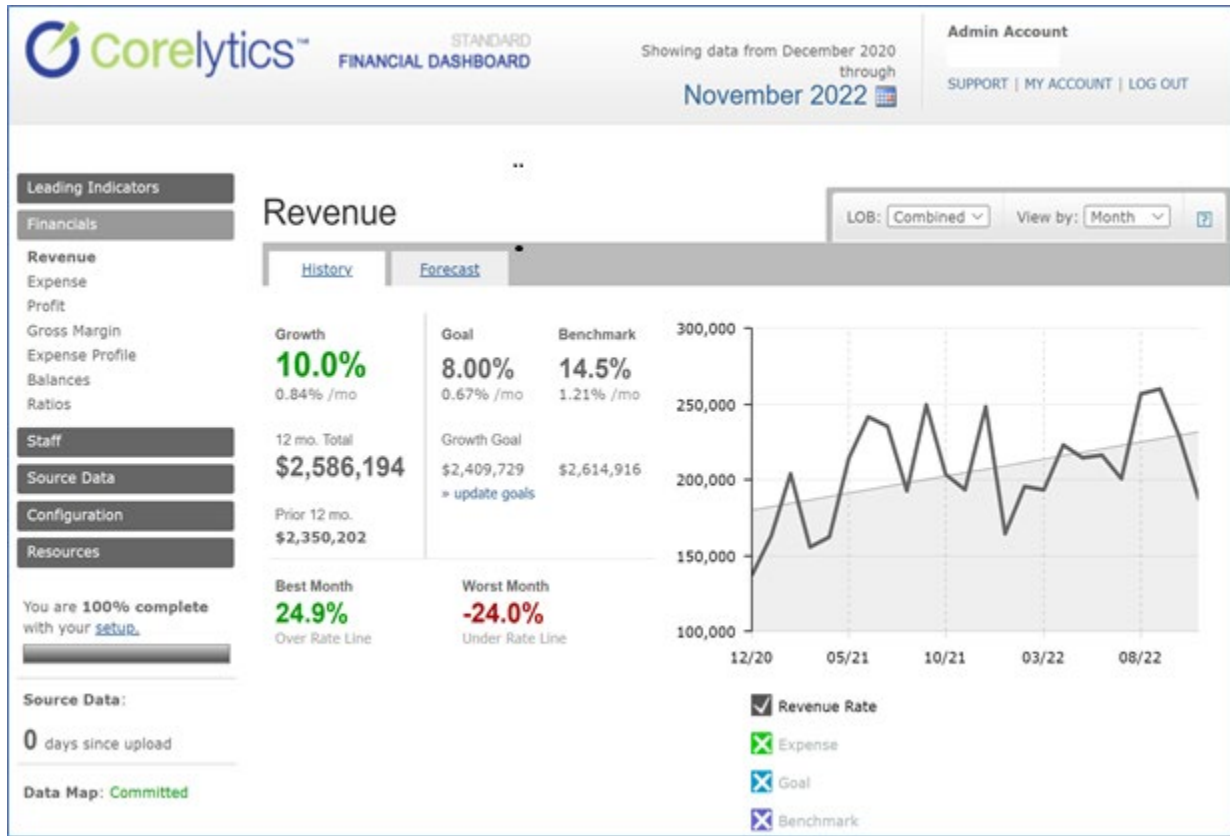 Corelytics™
STANDARD
FINANCIAL DASHBOARD
Showing data from December 2020
through
November 2022
Admin Account
SUPPORT | MY ACCOUNT | LOG OUT
Leading Indicators
Financials
Revenue
Expense
Profit
Gross Margin
Expense Profile
Balances
Ratios
Staff
Source Data
Configuration
Resources
You are 100% complete
with your setup.
Source Data:
0 days since upload
Data Map: Committed
Revenue
LOB: Combined
View by: Month
?
History
Forecast
Growth
10.0%
0.84% /mo
Goal
8.00%
0.67% /mo
Benchmark
14.5%
1.21% /mo
12 mo. Total
$2,586,194
Growth Goal
$2,409,729
» update goals
$2,614,916
Prior 12 mo.
$2,350,202
Best Month
24.9%
Over Rate Line
Worst Month
-24.0%
Under Rate Line
300,000
250,000
200,000
150,000
100,000
12/20 05/21 10/21 03/22 08/22
Revenue Rate
Expense
Goal
Benchmark